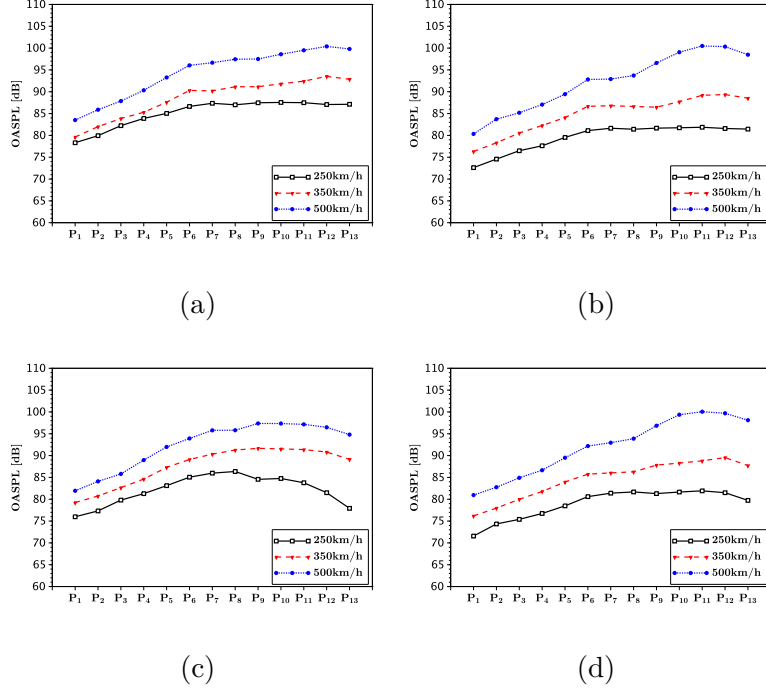 OASPL [dB]
110
105
100
95
90
85
80
75
70
65
60
250km/h
350km/h
500km/h
P₁ P₂ P₃ P₄ P₅ P₆ P₇ P₈ P₉ P₁₀ P₁₁ P₁₂ P₁₃
(a)
OASPL [dB]
110
105
100
95
90
85
80
75
70
65
60
250km/h
350km/h
500km/h
P₁ P₂ P₃ P₄ P₅ P₆ P₇ P₈ P₉ P₁₀ P₁₁ P₁₂ P₁₃
(b)
OASPL [dB]
110
105
100
95
90
85
80
75
70
65
60
250km/h
350km/h
500km/h
P₁ P₂ P₃ P₄ P₅ P₆ P₇ P₈ P₉ P₁₀ P₁₁ P₁₂ P₁₃
(c)
OASPL [dB]
110
105
100
95
90
85
80
75
70
65
60
250km/h
350km/h
500km/h
P₁ P₂ P₃ P₄ P₅ P₆ P₇ P₈ P₉ P₁₀ P₁₁ P₁₂ P₁₃
(d)